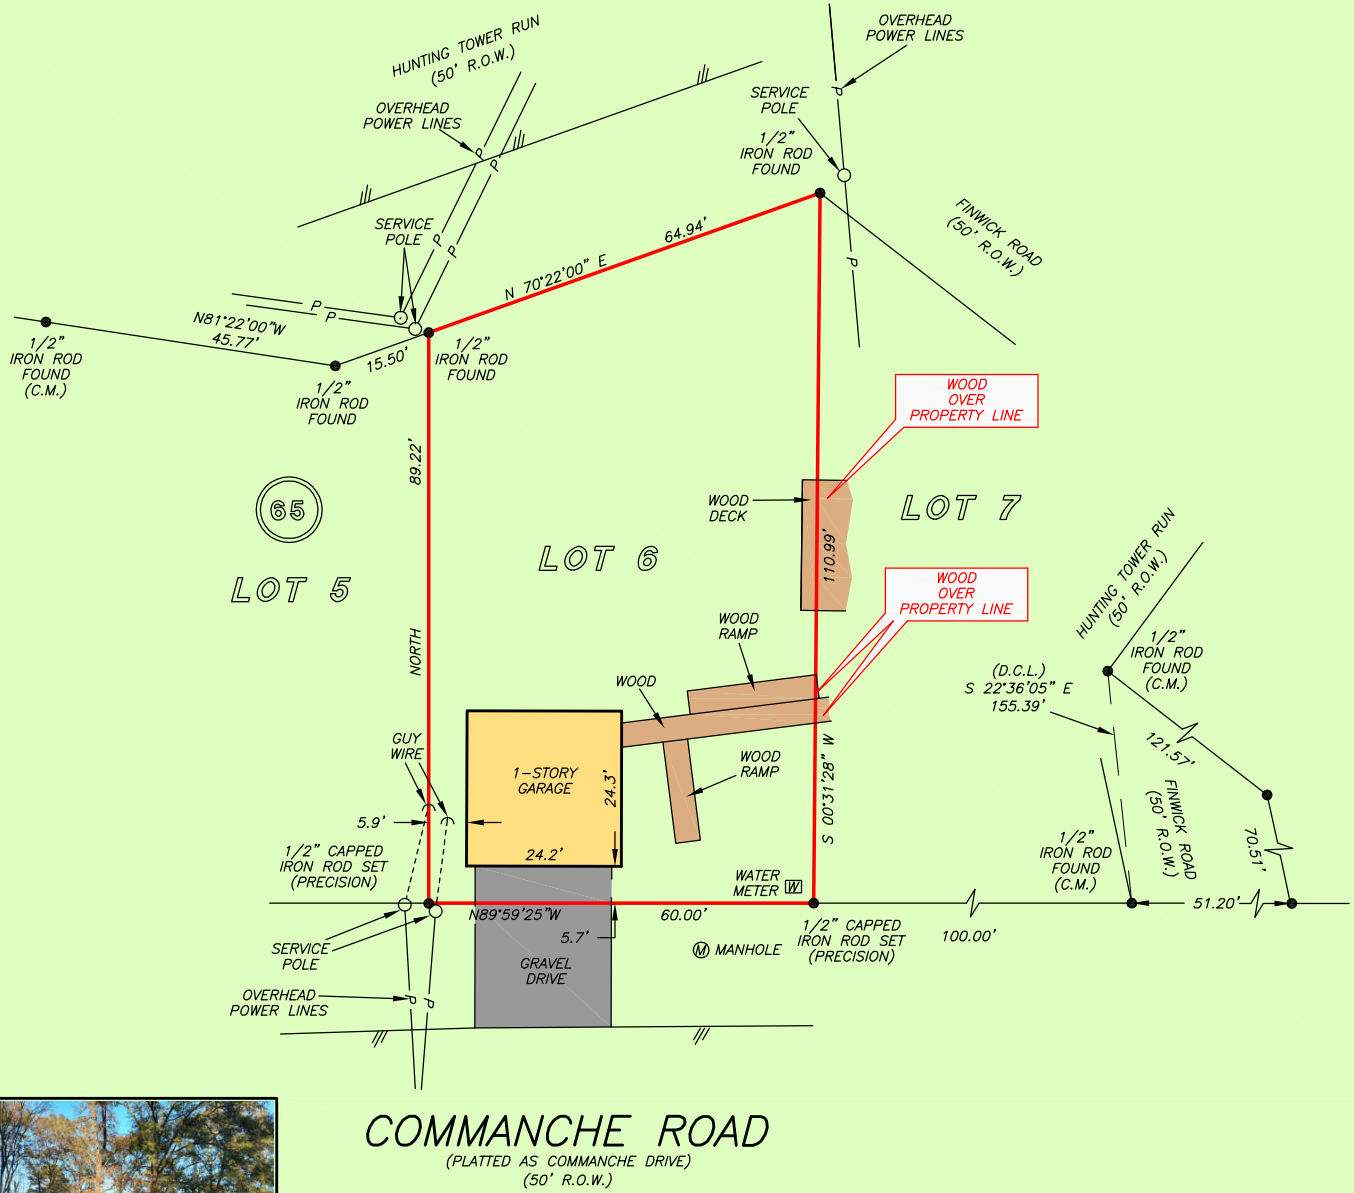 HUNTING TOWER RUN
(50' R.O.W.)
OVERHEAD
POWER LINES
P
P
P
P
OVERHEAD
POWER LINES
P
SERVICE
POLE
1/2"
IRON ROD
FOUND
P
FINWICK ROAD
(50' R.O.W.)
SERVICE
POLE
64.94'
N 70°22'00" E
P
P
N81°22'00"W
45.77'
15.50'
1/2"
IRON ROD
FOUND
(C.M.)
1/2"
IRON ROD
FOUND
1/2"
IRON ROD
FOUND
WOOD
OVER
PROPERTY LINE
89.22'
65
LOT 5
LOT 6
LOT 7
WOOD
DECK
110.99'
WOOD
OVER
PROPERTY LINE
HUNTING TOWER RUN
(50' R.O.W.)
NORTH
WOOD
RAMP
WOOD
1/2"
IRON ROD
FOUND
(C.M.)
(D.C.L.)
S 22°36'05" E
155.39'
121.57'
GUY
WIRE
1-STORY
GARAGE
24.3'
WOOD
RAMP
S 00°31'28" W
FINWICK ROAD
(50' R.O.W.)
5.9'
24.2'
1/2" CAPPED
IRON ROD SET
(PRECISION)
WATER
METER
W
1/2"
IRON ROD
FOUND
(C.M.)
70.51'
N89°59'25"W
60.00'
5.7'
51.20'
1/2" CAPPED
IRON ROD SET
(PRECISION)
100.00'
SERVICE
POLE
M MANHOLE
GRAVEL
DRIVE
OVERHEAD
POWER LINES
P
P
COMMANCHE ROAD
(PLATTED AS COMMANCHE DRIVE)
(50' R.O.W.)